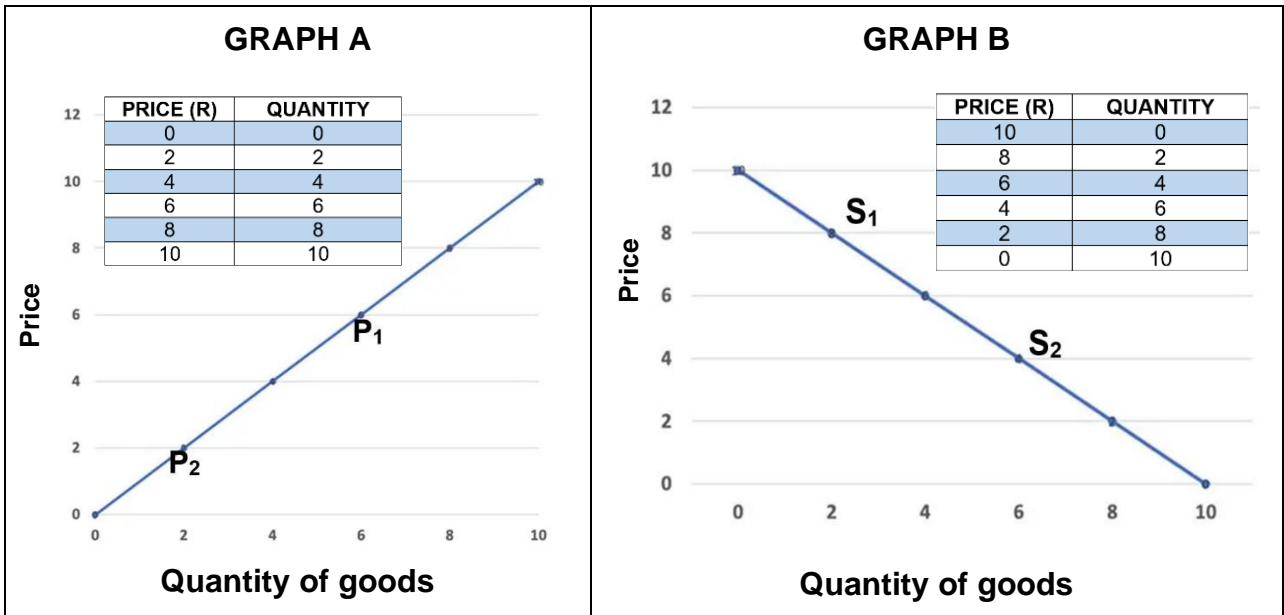 GRAPH A
PRICE (R) QUANTITY
0 0
2 2
4 4
6 6
8 8
10 10
12
10
8
6
4
2
0
Price
P1
P2
0 2 4 6 8 10
Quantity of goods
GRAPH B
PRICE (R) QUANTITY
10 0
8 2
6 4
4 6
2 8
0 10
12
10
8
6
4
2
0
Price
S1
S2
0 2 4 6 8 10
Quantity of goods